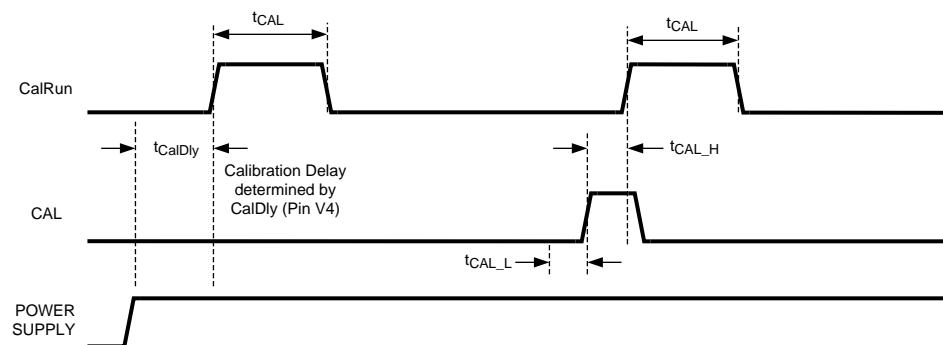 tCAL
tCAL
CalRun
tCalDly
tCAL_H
Calibration Delay
determined by
CalDly (Pin V4)
CAL
tCAL_L
POWER
SUPPLY